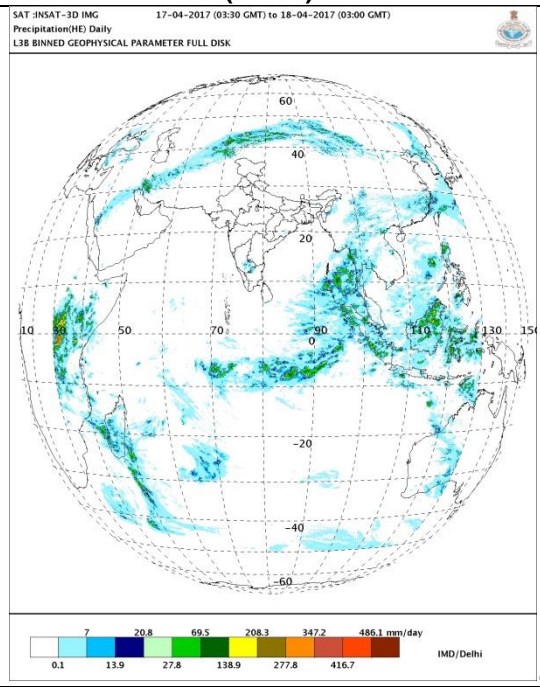 SAT :INSAT-3D IMG 17-04-2017 (03:30 GMT) to 18-04-2017 (03:00 GMT)
Precipitation(HE) Daily
L3B BINNED GEOPHYSICAL PARAMETER FULL DISK
60
40
20
10 30 50 70 90 110 130 150
0
-20
-40
-60
7 20.8 69.5 208.3 347.2 486.1 mm/day
0.1 13.9 27.8 138.9 277.8 416.7
IMD/Delhi